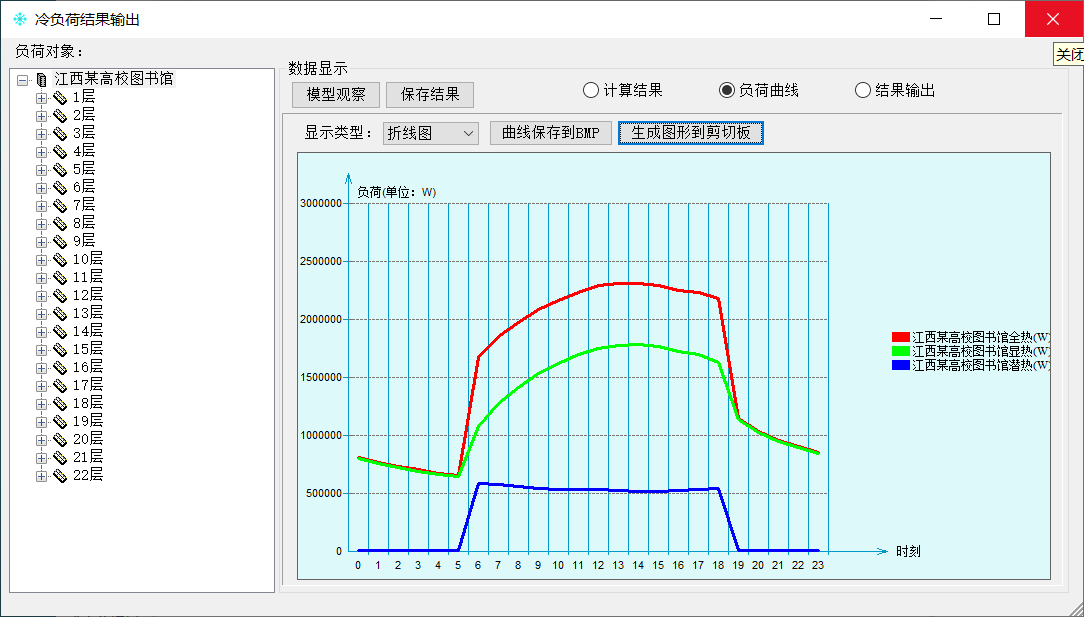 冷负荷结果输出
关闭
负荷对象：
江西某高校图书馆
1层
2层
3层
4层
5层
6层
7层
8层
9层
10层
11层
12层
13层
14层
15层
16层
17层
18层
19层
20层
21层
22层
数据显示
模型观察 保存结果 计算结果 负荷曲线 结果输出
显示类型： 折线图 曲线保存到BMP 生成图形到剪切板
负荷(单位：W)
3000000
2500000
2000000
1500000
1000000
500000
0
时刻
0 1 2 3 4 5 6 7 8 9 10 11 12 13 14 15 16 17 18 19 20 21 22 23
江西某高校图书馆全热(W)
江西某高校图书馆显热(W)
江西某高校图书馆潜热(W)